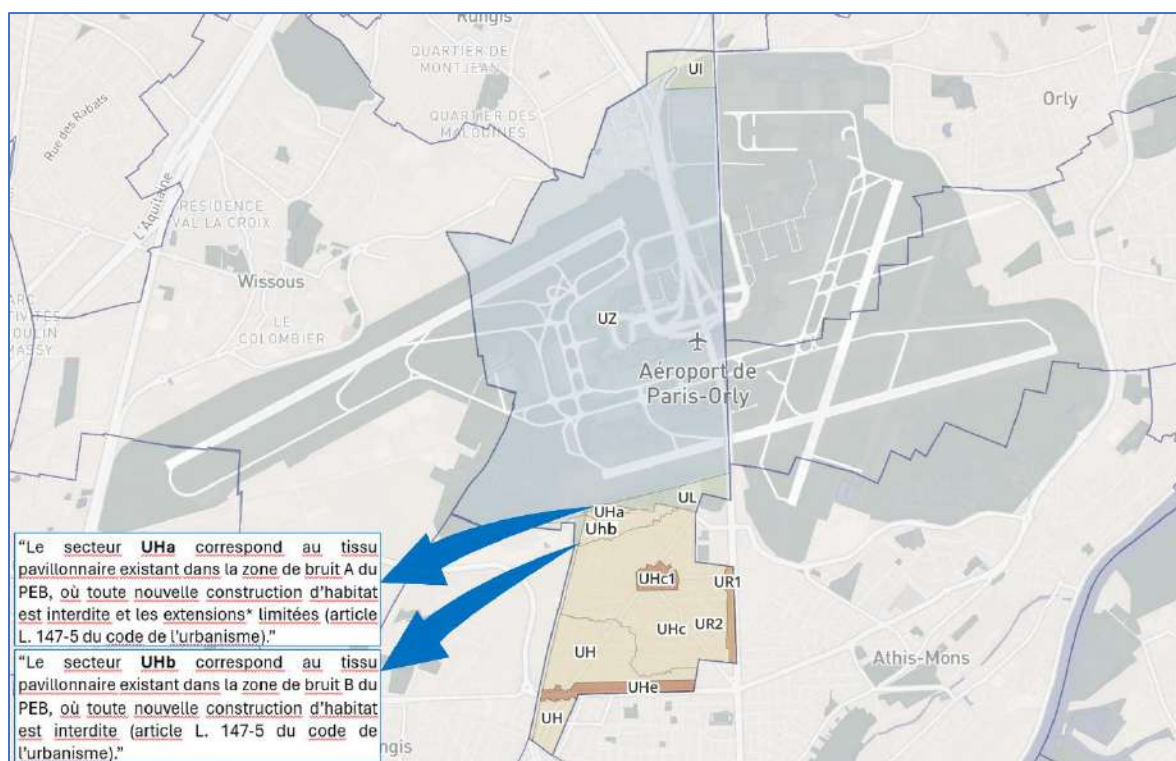 Rungis
QUARTIER DE
MONTJEAN
UI
Orly
Rue des Rabats
QUARTIER DES
MALOUINES
L'Aquitaine
RÉSIDENCE
VAL LA CROIX
Wissous
LE
COLOMBIER
PARC
MASSY
UZ
Aéroport de
Paris-Orly
UL
UHa
Uhb
UHc1
UR1
UHc
UR2
UH
Athis-Mons
UHe
UH
“Le secteur UHa correspond au tissu
pavillonnaire existant dans la zone de bruit A du
PEB, où toute nouvelle construction d’habitat
est interdite et les extensions* limitées (article
L. 147-5 du code de l’urbanisme).”
“Le secteur UHb correspond au tissu
pavillonnaire existant dans la zone de bruit B du
PEB, où toute nouvelle construction d’habitat
est interdite (article L. 147-5 du code de
l’urbanisme).”
ngis